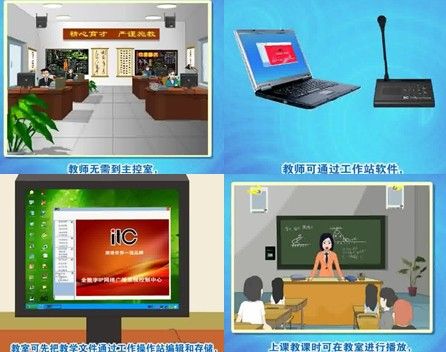 精心育才 严谨施教
教师无需到主控室，
教师可通过工作站软件，
itC
全数字IP网络广播系统控制中心
教室可先把教学文件通过工作操作站编辑和存储，
上课教课时可在教室进行播放，